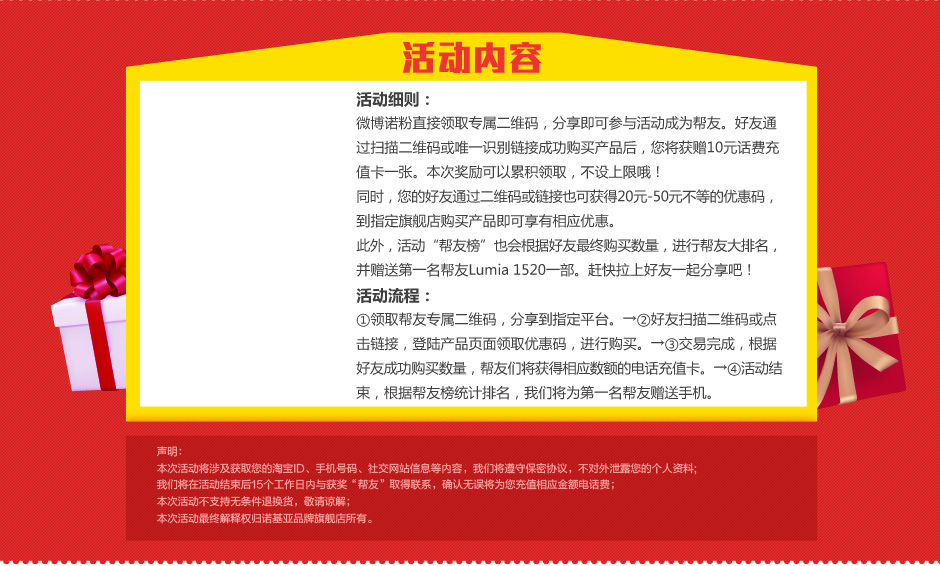 活动内容
活动细则：
微博诺粉直接领取专属二维码，分享即可参与活动成为帮友。好友通
过扫描二维码或唯一识别链接成功购买产品后，您将获赠10元话费充
值卡一张。本次奖励可以累积领取，不设上限哦！
同时，您的好友通过二维码或链接也可获得20元-50元不等的优惠码，
到指定旗舰店购买产品即可享有相应优惠。
此外，活动“帮友榜”也会根据好友最终购买数量，进行帮友大排名，
并赠送第一名帮友Lumia 1520一部。赶快拉上好友一起分享吧！
活动流程：
①领取帮友专属二维码，分享到指定平台。→②好友扫描二维码或点
击链接，登陆产品页面领取优惠码，进行购买。→③交易完成，根据
好友成功购买数量，帮友们将获得相应数额的电话充值卡。→④活动结
束，根据帮友榜统计排名，我们将为第一名帮友赠送手机。
声明：
本次活动将涉及获取您的淘宝ID、手机号码、社交网站信息等内容，我们将遵守保密协议，不对外泄露您的个人资料；
我们将在活动结束后15个工作日内与获奖“帮友”取得联系，确认无误将为您充值相应金额电话费；
本次活动不支持无条件退换货，敬请谅解；
本次活动最终解释权归诺基亚品牌旗舰店所有。